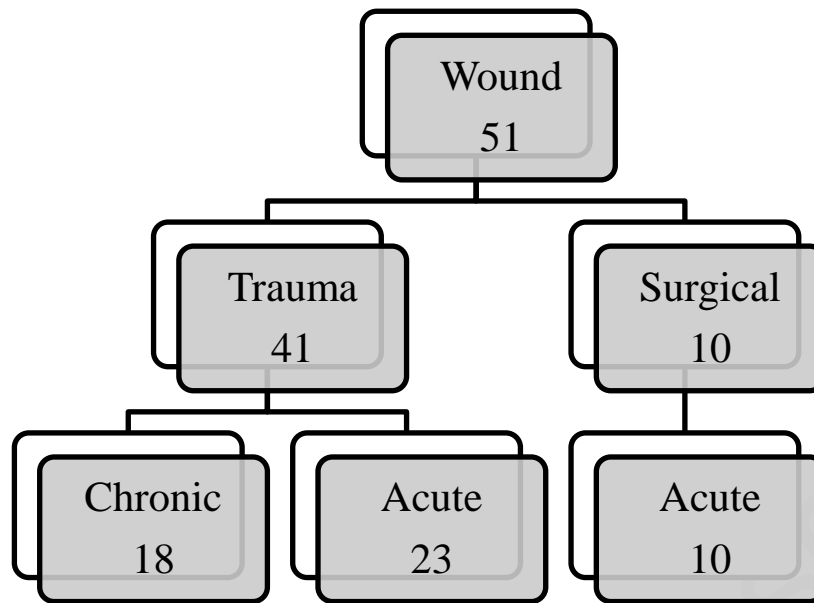 Wound
51
Trauma
41
Surgical
10
Chronic
18
Acute
23
Acute
10